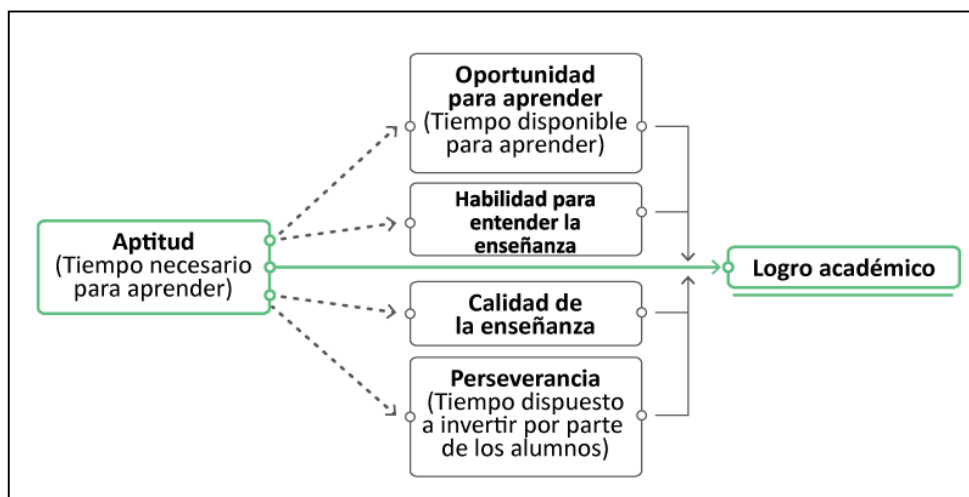 Oportunidad
para aprender
(Tiempo disponible
para aprender)
Habilidad para
entender la
enseñanza
Aptitud
(Tiempo necesario
para aprender)
Logro académico
Calidad de
la enseñanza
Perseverancia
(Tiempo dispuesto
a invertir por parte
de los alumnos)